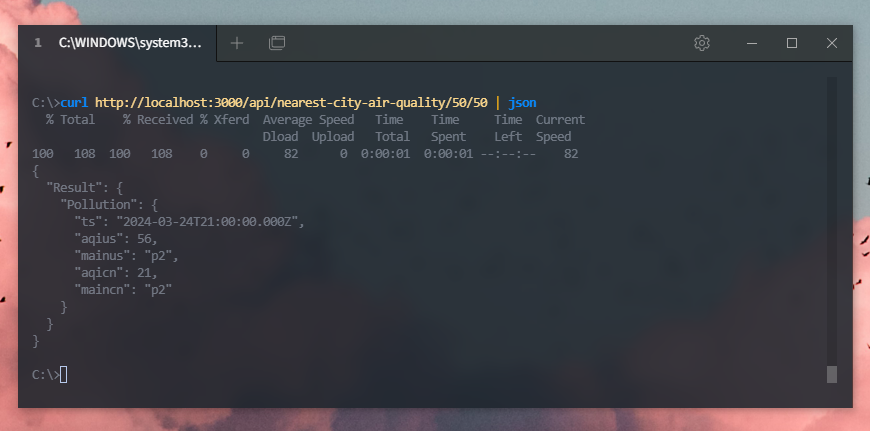 1 C:\WINDOWS\system3...
C:\>curl http://localhost:3000/api/nearest-city-air-quality/50/50 | json
  % Total    % Received % Xferd  Average Speed   Time    Time     Time  Current
                                 Dload  Upload   Total   Spent    Left  Speed
100   108  100   108    0     0     82      0  0:00:01  0:00:01 --:--:--    82
{
  "Result": {
    "Pollution": {
      "ts": "2024-03-24T21:00:00.000Z",
      "aqius": 56,
      "mainus": "p2",
      "aqicn": 21,
      "maincn": "p2"
    }
  }
}
C:\>